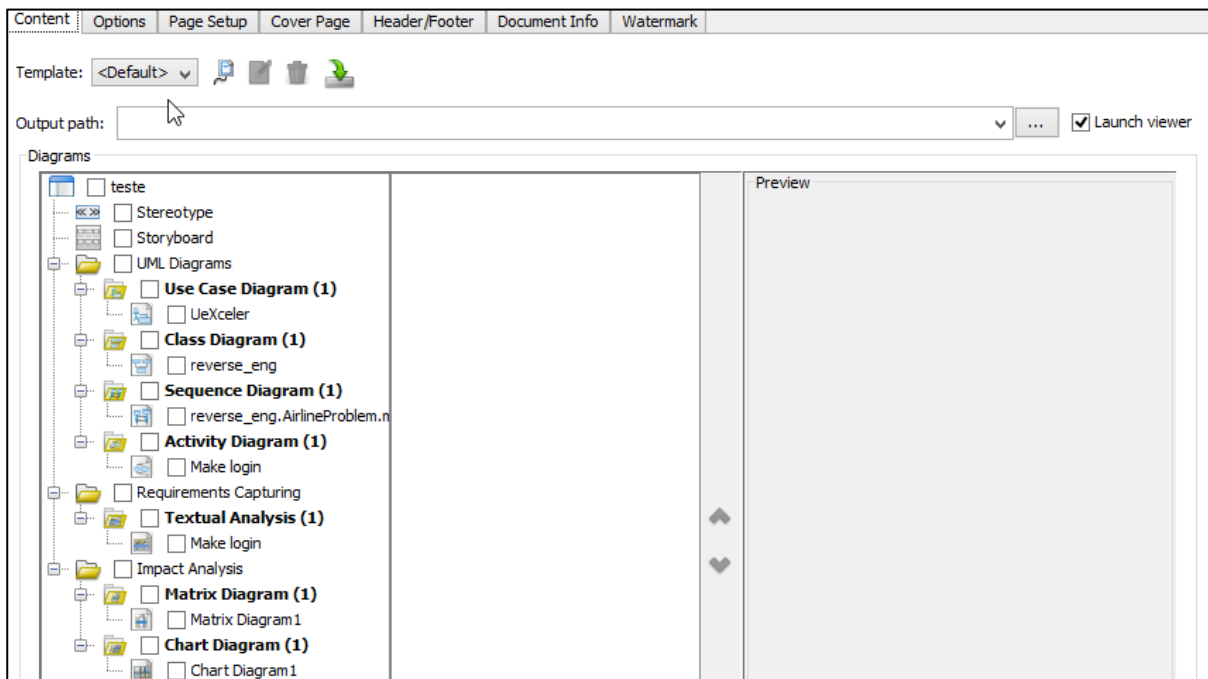 Content Options Page Setup Cover Page Header/Footer Document Info Watermark
Template: <Default>
Output path: ... Launch viewer
Diagrams
Preview
teste
Stereotype
Storyboard
UML Diagrams
Use Case Diagram (1)
UeXceler
Class Diagram (1)
reverse_eng
Sequence Diagram (1)
reverse_eng.AirlineProblem.n
Activity Diagram (1)
Make login
Requirements Capturing
Textual Analysis (1)
Make login
Impact Analysis
Matrix Diagram (1)
Matrix Diagram1
Chart Diagram (1)
Chart Diagram1